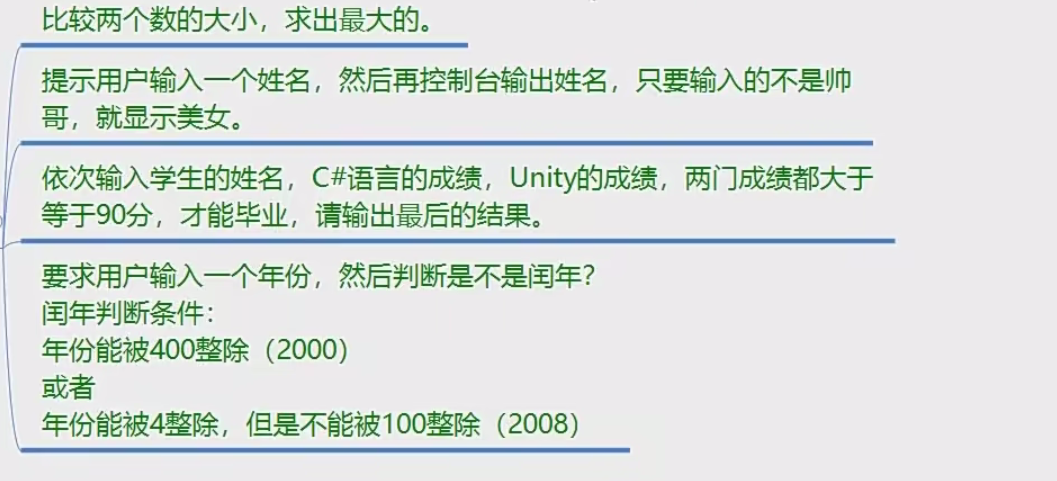 比较两个数的大小，求出最大的。
提示用户输入一个姓名，然后再控制台输出姓名，只要输入的不是帅
哥，就显示美女。
依次输入学生的姓名，C#语言的成绩，Unity的成绩，两门成绩都大于
等于90分，才能毕业，请输出最后的结果。
要求用户输入一个年份，然后判断是不是闰年？
闰年判断条件：
年份能被400整除（2000）
或者
年份能被4整除，但是不能被100整除（2008）